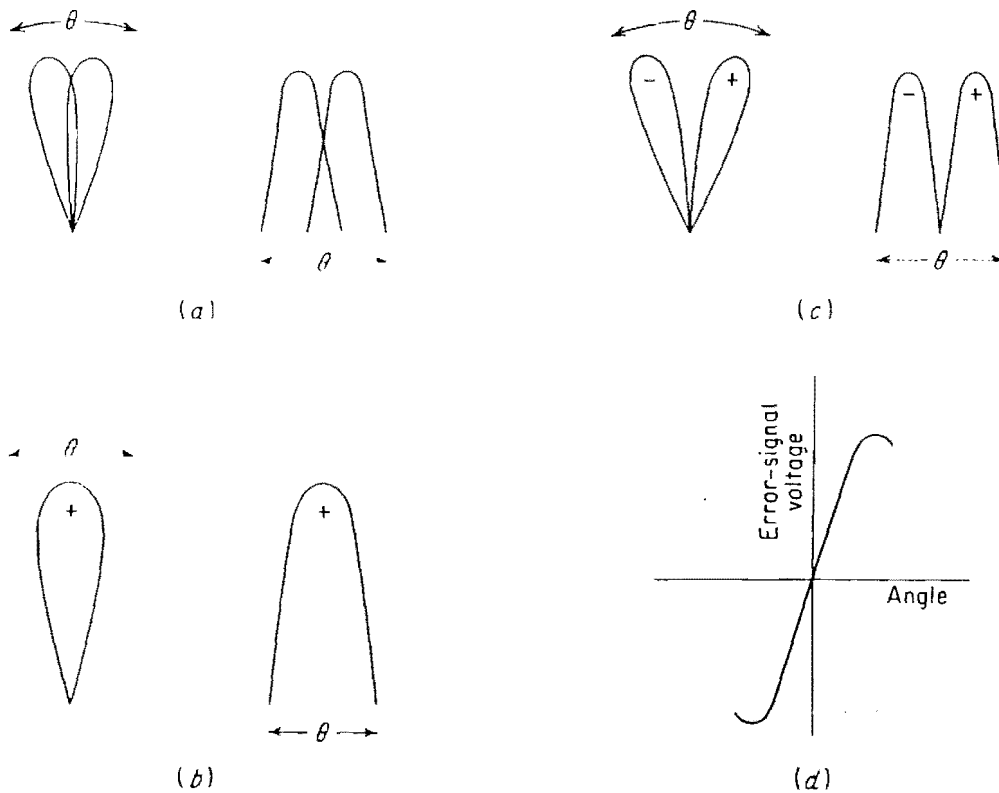 θ
θ
− +
− +
θ
θ
(a)
(c)
θ
+
+
θ
(b)
Error-signal
voltage
Angle
(d)